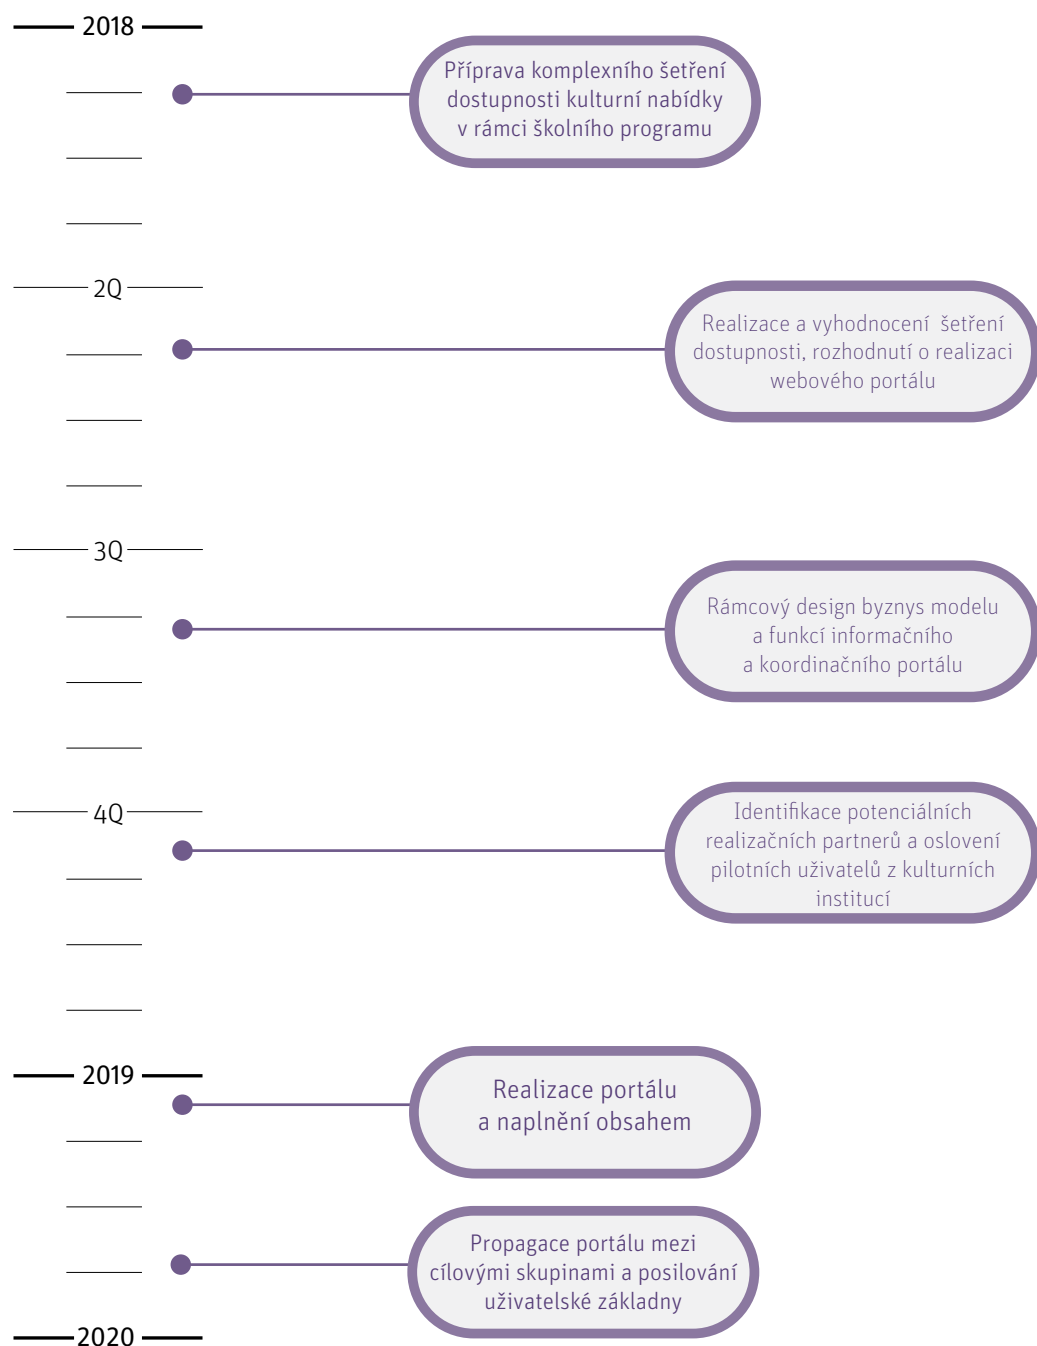 2018
Příprava komplexního šetření
dostupnosti kulturní nabídky
v rámci školního programu
2Q
Realizace a vyhodnocení  šetření
dostupnosti, rozhodnutí o realizaci
webového portálu
3Q
Rámcový design byznys modelu
a funkcí informačního
a koordinačního portálu
4Q
Identifikace potenciálních
realizačních partnerů a oslovení
pilotních uživatelů z kulturních
institucí
2019
Realizace portálu
a naplnění obsahem
Propagace portálu mezi
cílovými skupinami a posilování
uživatelské základny
2020